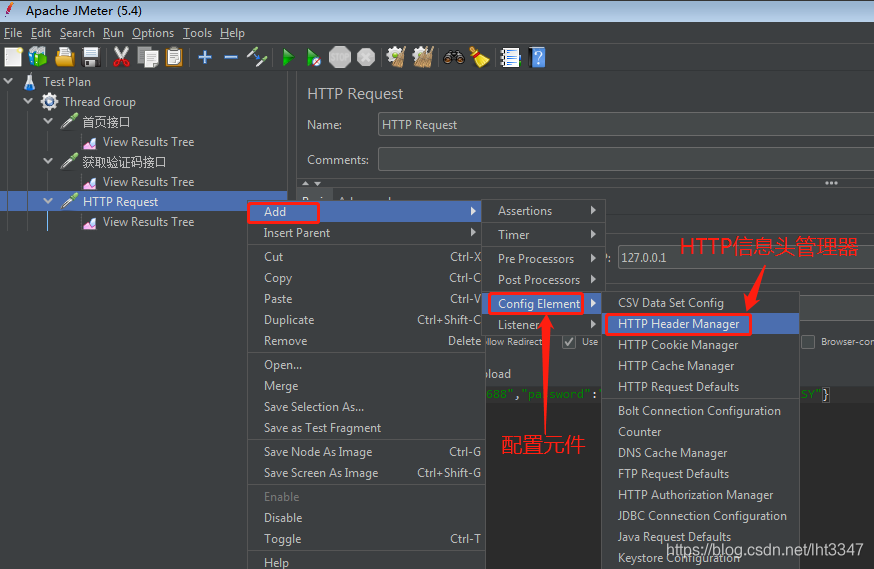 Apache JMeter (5.4)
File Edit Search Run Options Tools Help
Test Plan
Thread Group
首页接口
View Results Tree
获取验证码接口
View Results Tree
HTTP Request
View Results Tree
HTTP Request
Name: HTTP Request
Comments:
Add
Insert Parent
Cut Ctrl-X
Copy Ctrl-C
Paste Ctrl-V
Duplicate Ctrl+Shift-C
Remove Delete
Open...
Merge
Save Selection As...
Save as Test Fragment
Save Node As Image Ctrl-G
Save Screen As Image Ctrl+Shift-G
Enable
Disable
Toggle Ctrl-T
Help
Assertions
Timer
Pre Processors
Post Processors
Config Element
Listener
配置元件
P: 127.0.0.1
HTTP信息头管理器
CSV Data Set Config
HTTP Header Manager
HTTP Cookie Manager
HTTP Cache Manager
HTTP Request Defaults
Bolt Connection Configuration
Counter
DNS Cache Manager
FTP Request Defaults
HTTP Authorization Manager
JDBC Connection Configuration
Java Request Defaults
Keystore Configuration
ollow Redirect Use
Browser-con
pload
688","password":"
SY"}
https://blog.csdn.net/lht3347